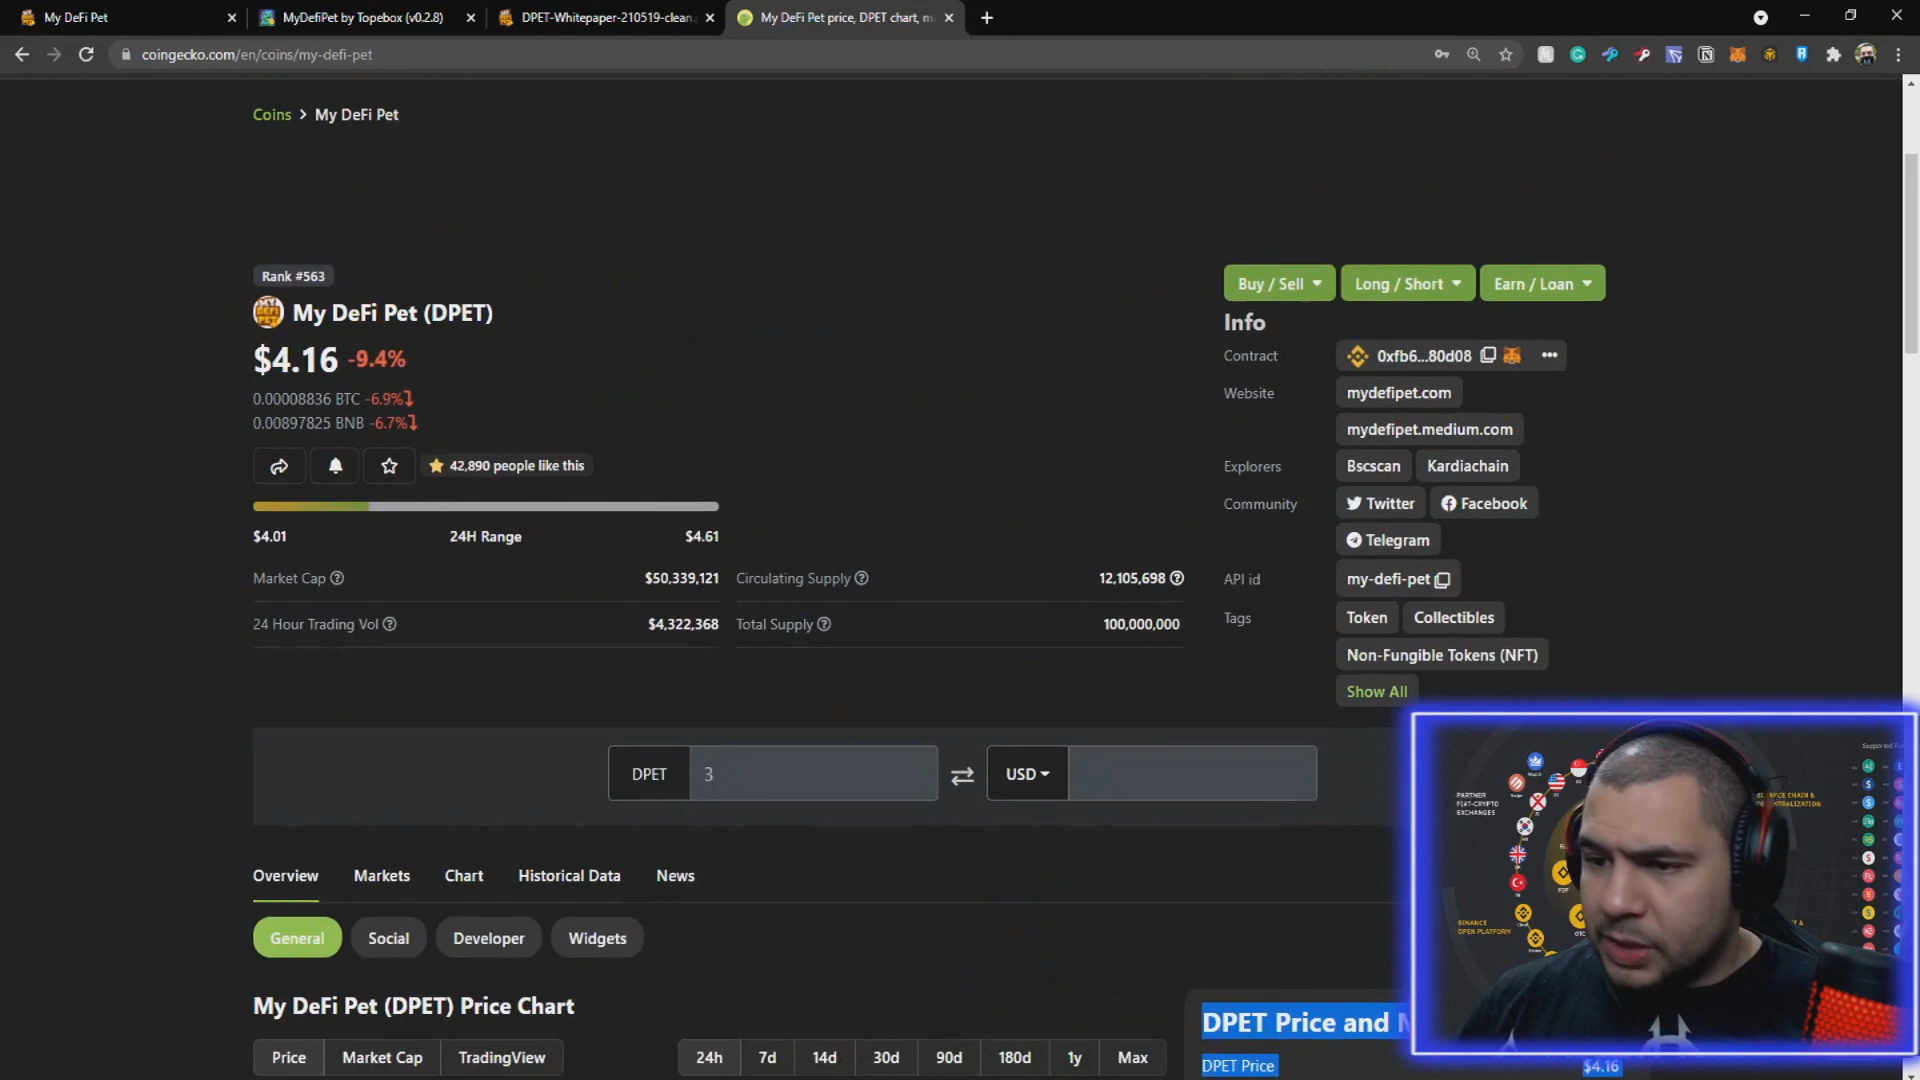 My DeFi Pet
MyDefiPet by Topebox (v0.2.8)
DPET-Whitepaper-210519-clean.p
My DeFi Pet price, DPET chart, m
coingecko.com/en/coins/my-defi-pet
Coins > My DeFi Pet
Rank #563
My DeFi Pet (DPET)
$4.16 -9.4%
0.00008836 BTC -6.9%
0.00897825 BNB -6.7%
42,890 people like this
$4.01 24H Range $4.61
Market Cap $50,339,121
Circulating Supply 12,105,698
24 Hour Trading Vol $4,322,368
Total Supply 100,000,000
Buy / Sell Long / Short Earn / Loan
Info
Contract 0xfb6...80d08
Website mydefipet.com
mydefipet.medium.com
Explorers Bscscan Kardiachain
Community Twitter Facebook
Telegram
API id my-defi-pet
Tags Token Collectibles
Non-Fungible Tokens (NFT)
Show All
DPET 3 USD
Overview Markets Chart Historical Data News
General Social Developer Widgets
My DeFi Pet (DPET) Price Chart
Price Market Cap TradingView
24h 7d 14d 30d 90d 180d 1y Max
DPET Price and
DPET Price $4.16
PARTNER
FIAT-CRYPTO
EXCHANGES
BINANCE
OPEN PLATFORM